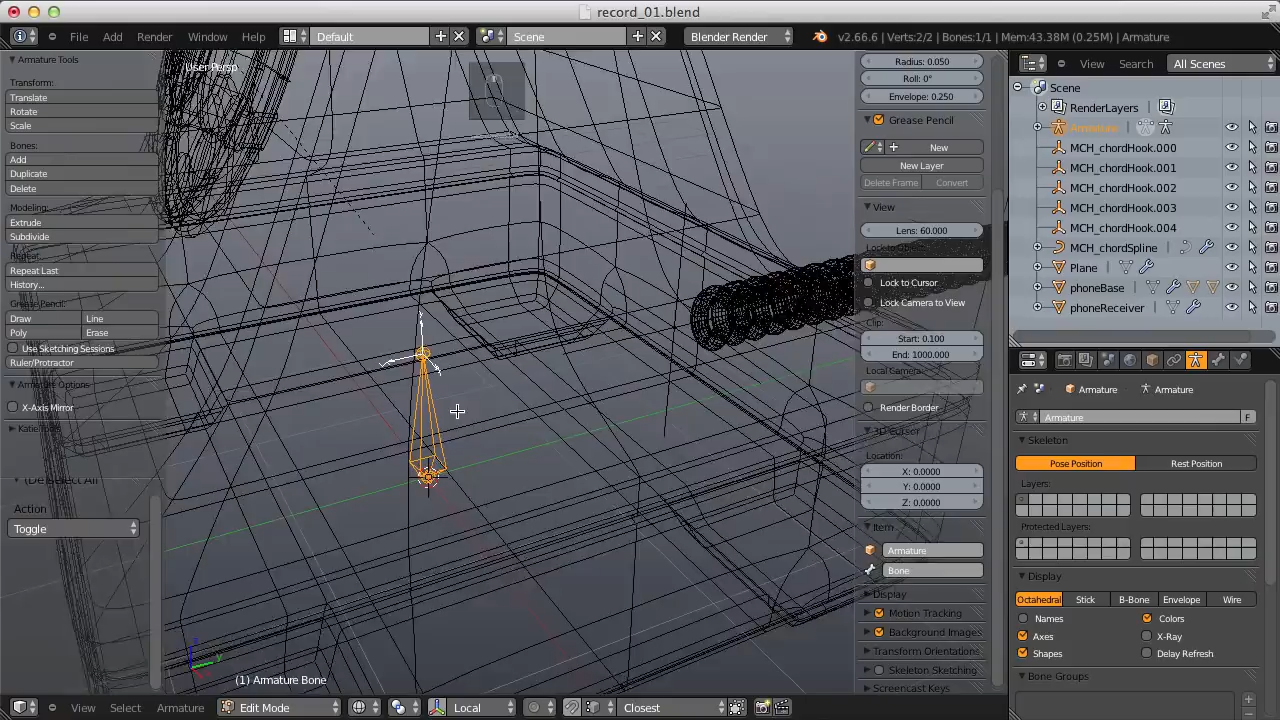 record_01.blend
File Add Render Window Help Default Scene Blender Render v2.66.6 | Verts:2/2 | Bones:1/1 | Mem:43.38M (0.25M) | Armature
Armature Tools
Transform:
Translate
Rotate
Scale
Bones:
Add
Duplicate
Delete
Modeling:
Extrude
Subdivide
Repeat:
Repeat Last
History...
Grease Pencil:
Draw Line
Poly Erase
Use Sketching Sessions
Ruler/Protractor
Armature Options
X-Axis Mirror
(De)select All
Action
Toggle
User Persp
(1) Armature Bone
Radius: 0.050
Roll: 0°
Envelope: 0.250
Grease Pencil
New
New Layer
Delete Frame Convert
View
Lens: 60.000
Lock to Object:
Lock to Cursor
Lock Camera to View
Clip:
Start: 0.100
End: 1000.000
Local Camera:
Render Border
3D Cursor
Location:
X: 0.0000
Y: 0.0000
Z: 0.0000
Item
Armature
Bone
Display
Motion Tracking
Background Images
Transform Orientations
Skeleton Sketching
Screencast Keys
View Search All Scenes
Scene
RenderLayers
Armature
MCH_chordHook.000
MCH_chordHook.001
MCH_chordHook.002
MCH_chordHook.003
MCH_chordHook.004
MCH_chordSpline
Plane
phoneBase
phoneReceiver
Armature Armature
Armature F
Skeleton
Pose Position Rest Position
Layers:
Protected Layers:
Display
Octahedral Stick B-Bone Envelope Wire
Names Colors
Axes X-Ray
Shapes Delay Refresh
Bone Groups
View Select Armature Edit Mode Local Closest